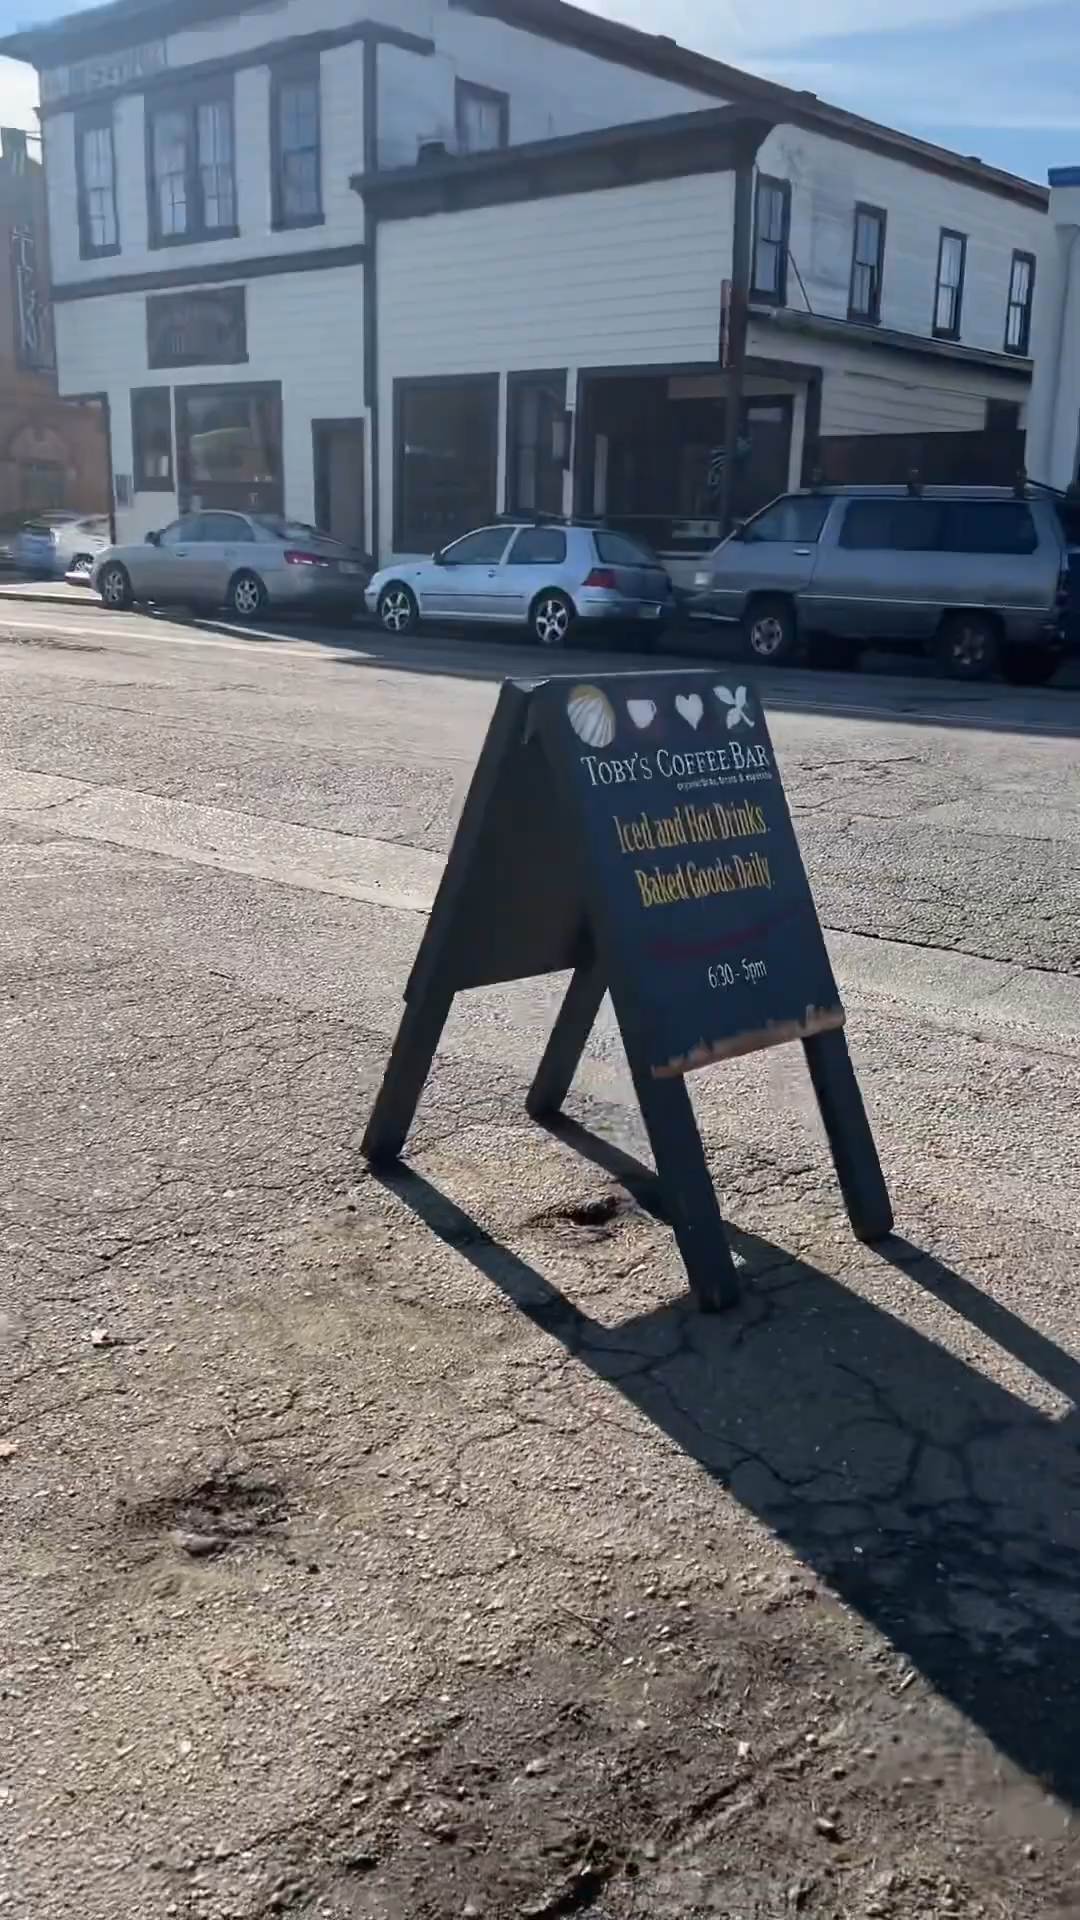 TOBY'S COFFEE BAR
Iced and Hot Drinks.
Baked Goods Daily.
6:30 - 5pm